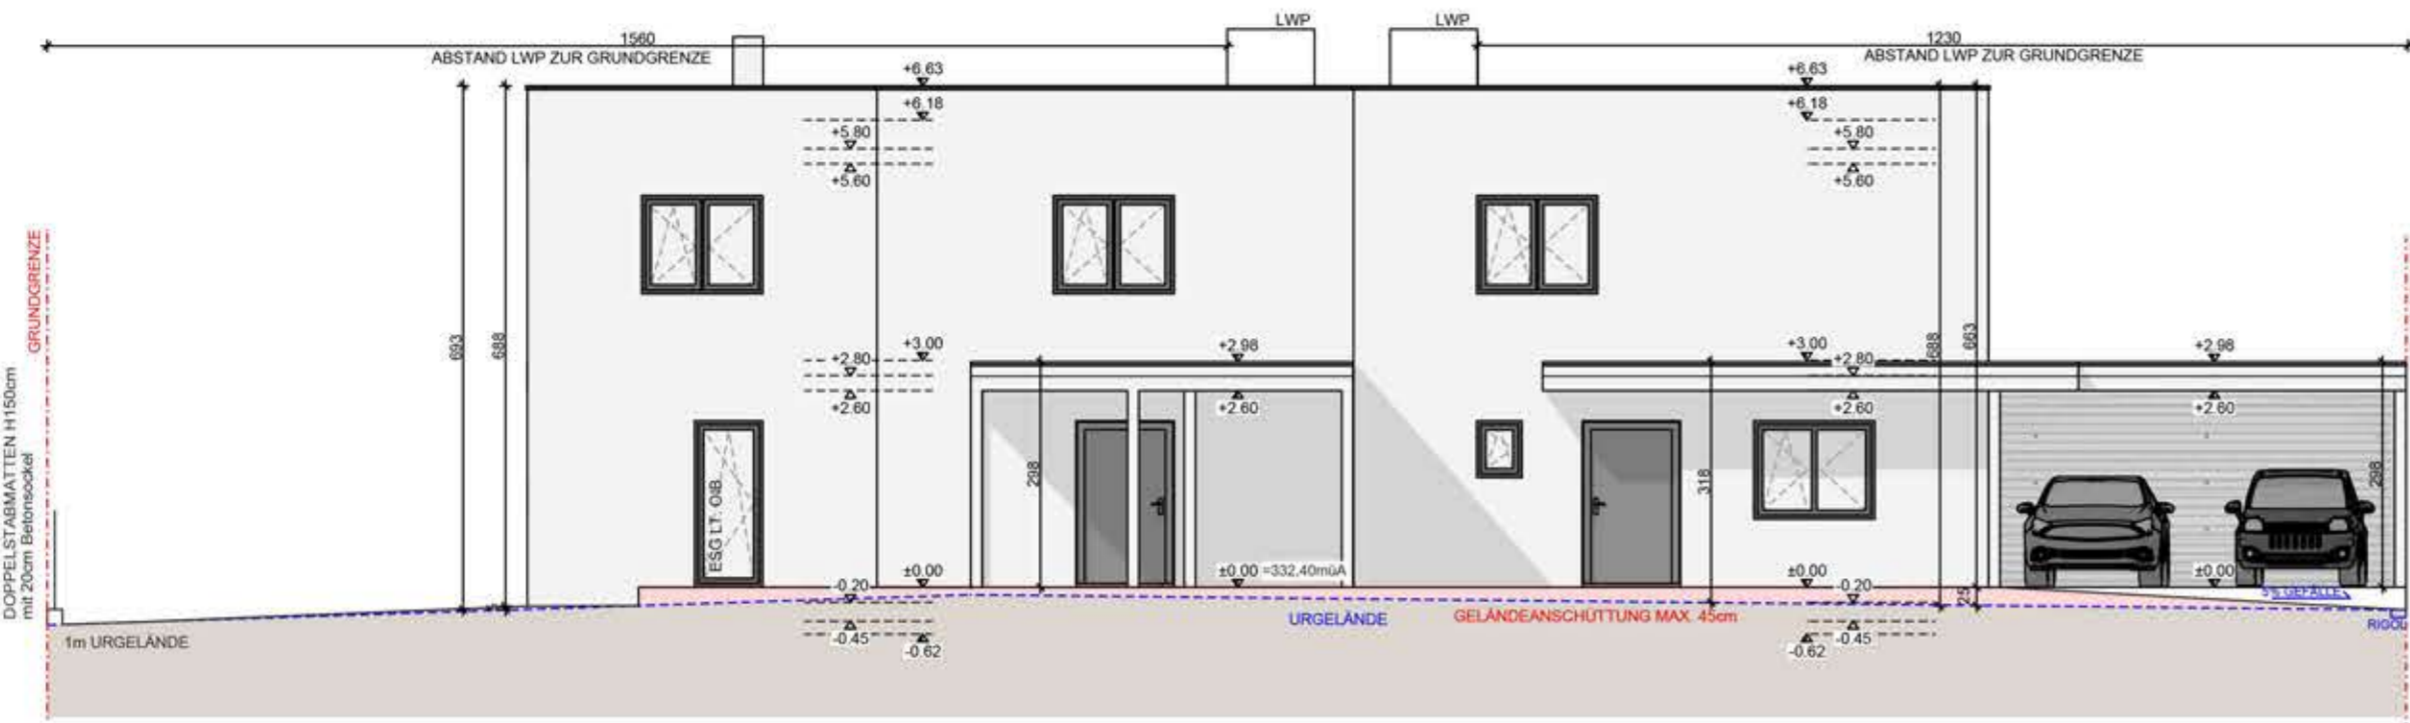 LWP
LWP
1560
ABSTAND LWP ZUR GRUNDGRENZE
1230
ABSTAND LWP ZUR GRUNDGRENZE
+6.63
+6.63
+6.18
+6.18
+5.80
+5.80
+5.60
+5.60
GRUNDGRENZE
DOPPELSTABMATTEN H150cm
mit 20cm Betonsockel
693
688
688
663
+3.00
+2.98
+3.00
+2.98
+2.80
+2.80
+2.60
+2.60
+2.60
+2.60
298
318
298
ESG LT. OIB
±0.00
±0.00 =332,40müA
±0.00
±0.00
-0.20
-0.20
25
5% GEFÄLLE
URGELÄNDE
GELÄNDEANSCHÜTTUNG MAX. 45cm
RIGOL
1m URGELÄNDE
-0.45
-0.45
-0.62
-0.62